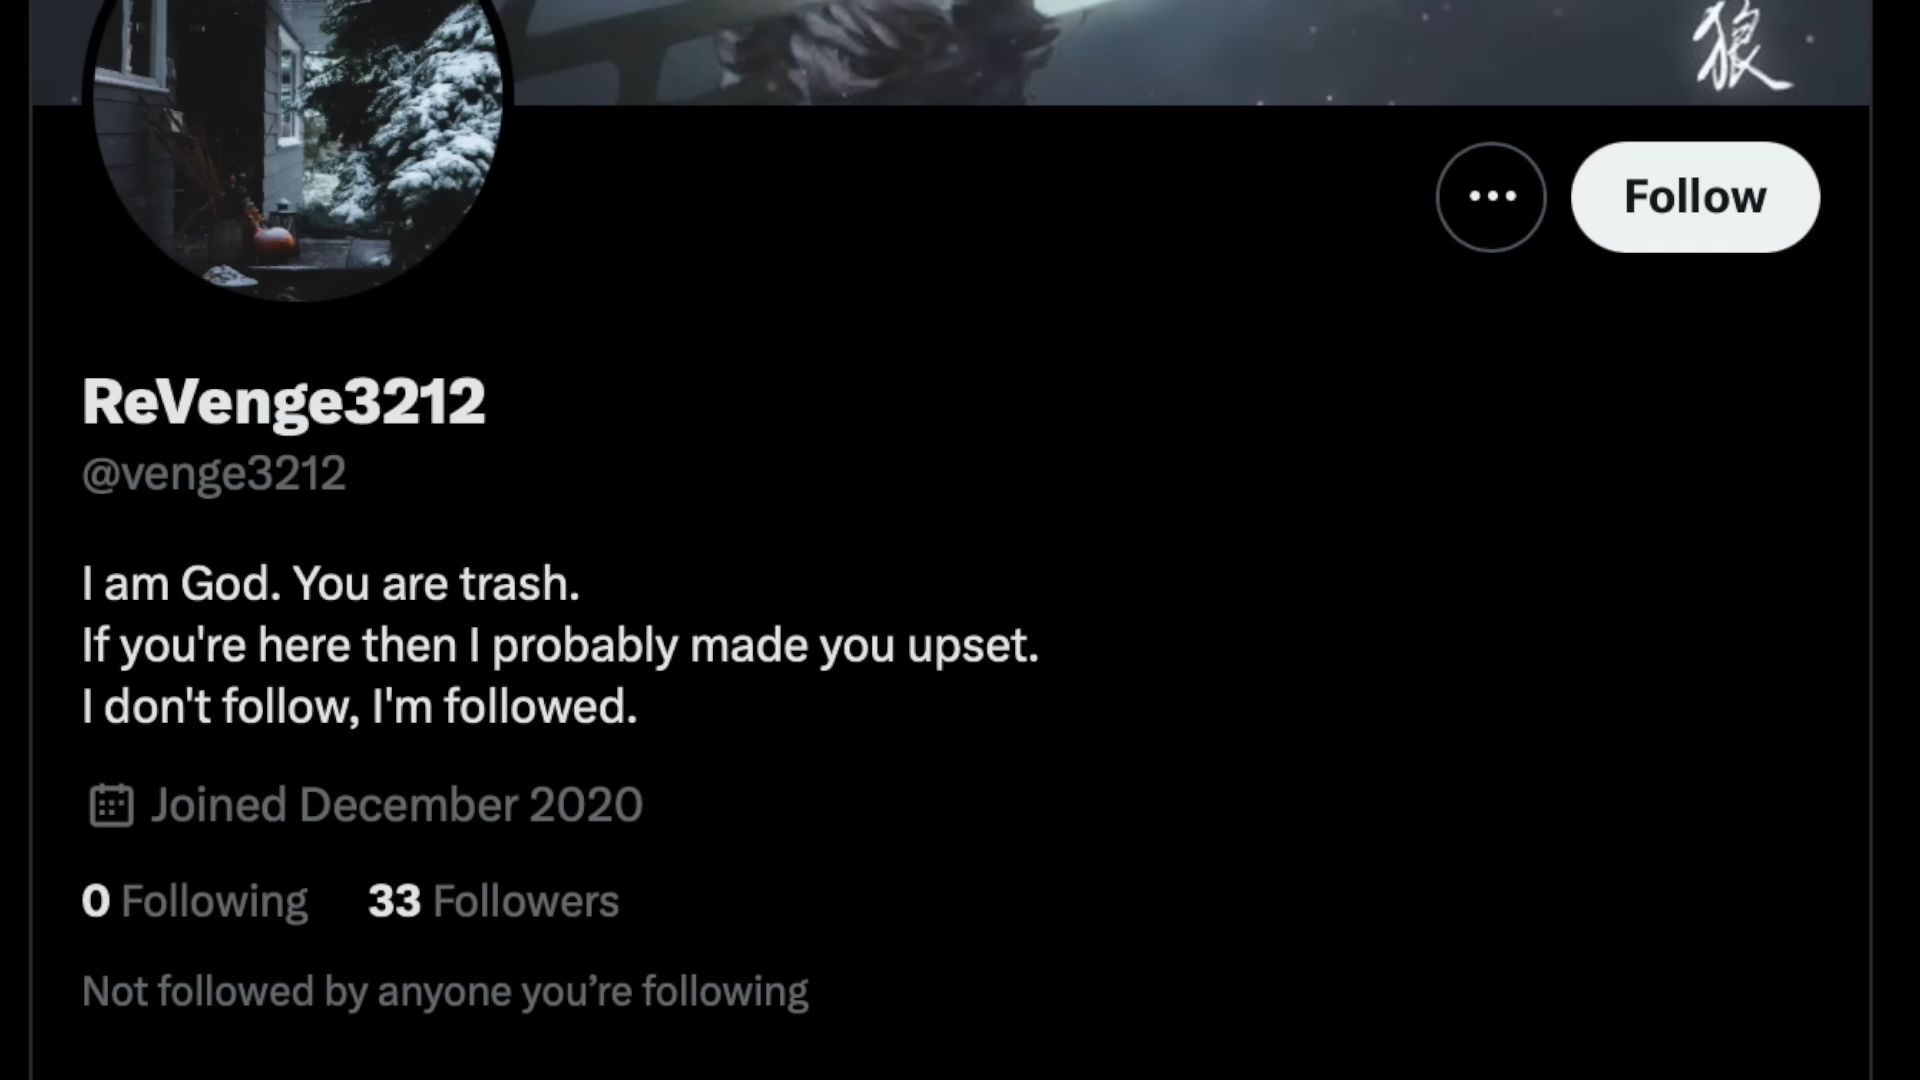 狼
Follow
ReVenge3212
@venge3212
I am God. You are trash.
If you're here then I probably made you upset.
I don't follow, I'm followed.
Joined December 2020
0 Following 33 Followers
Not followed by anyone you’re following